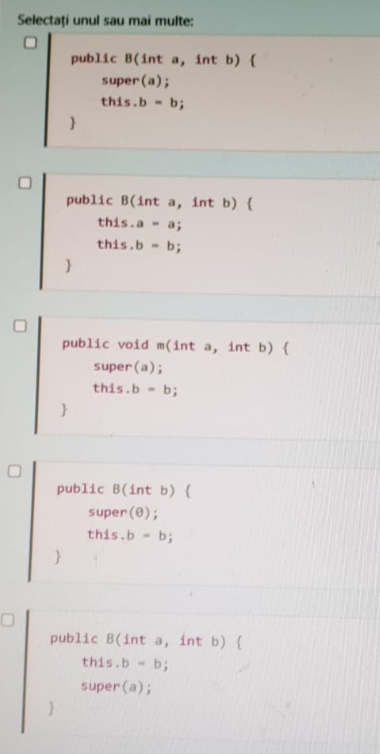 Selectați unul sau mai multe:
public B(int a, int b) {
super(a);
this.b = b;
}
public B(int a, int b) {
this.a = a;
this.b = b;
}
public void m(int a, int b) {
super(a);
this.b = b;
}
public B(int b) {
super(0);
this.b = b;
}
public B(int a, int b) {
this.b = b;
super(a);
}